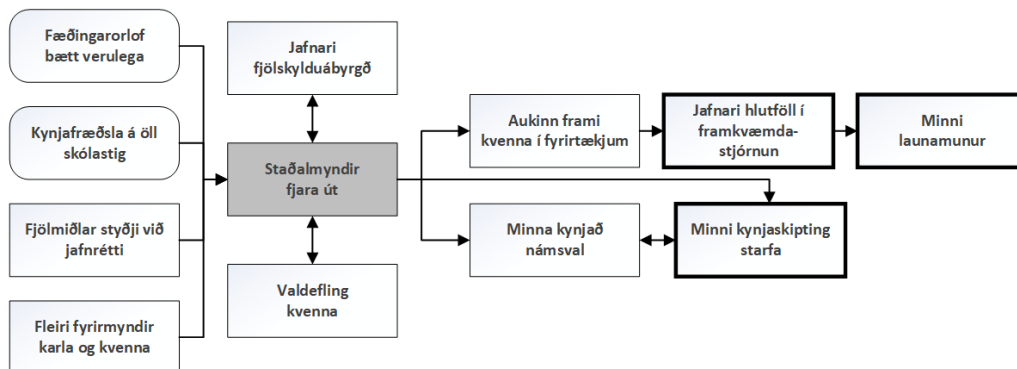 Fæðingarorlof
bætt verulega
Kynjafræðsla á öll
skólastig
Fjölmiðlar styðji við
jafnrétti
Fleiri fyrirmyndir
karla og kvenna
Jafnari
fjölskylduábyrgð
Staðalmyndir
fjara út
Valdefling
kvenna
Aukinn frami
kvenna í fyrirtækjum
Minna kynjað
námsval
Jafnari hlutföll í
framkvæmda-
stjórnun
Minni kynjaskipting
starfa
Minni
launamunur